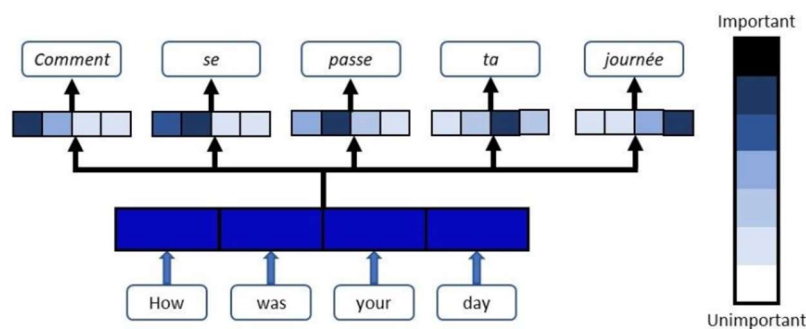 Important
Comment se passe ta journée
How was your day
Unimportant